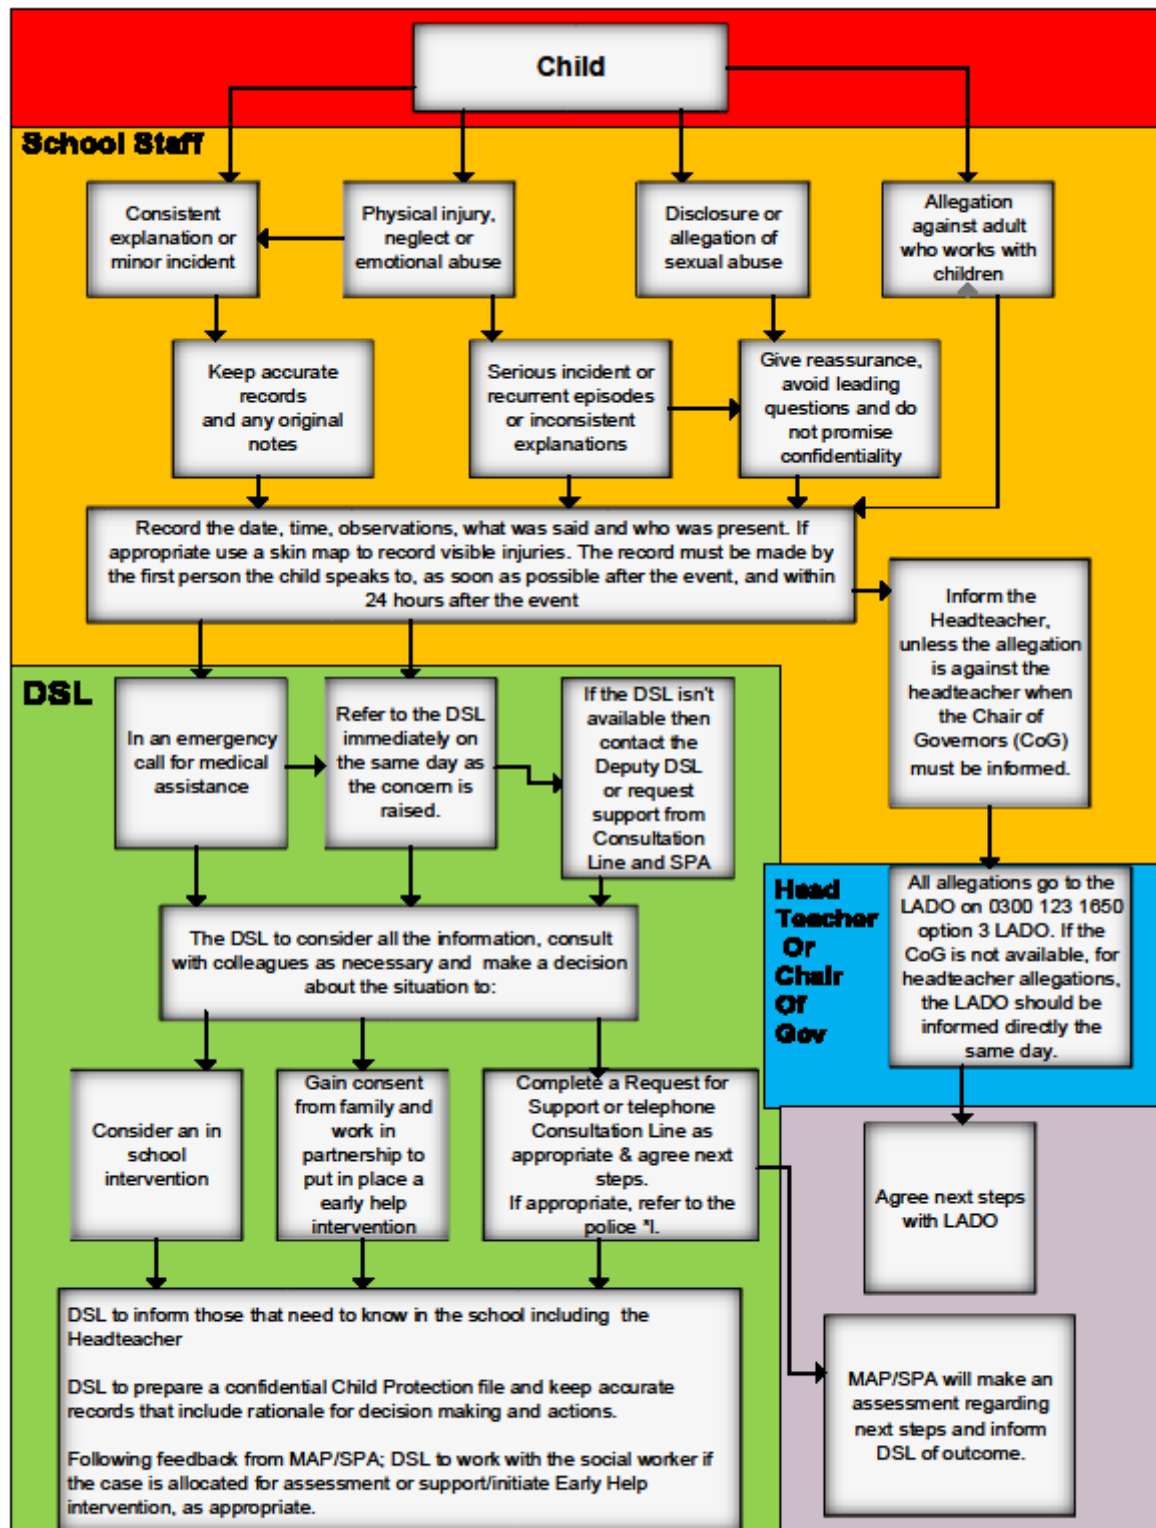 Child
School Staff
Consistent
explanation or
minor incident
Physical injury,
neglect or
emotional abuse
Disclosure or
allegation of
sexual abuse
Allegation
against adult
who works with
children
Keep accurate
records
and any original
notes
Serious incident or
recurrent episodes
or inconsistent
explanations
Give reassurance,
avoid leading
questions and do
not promise
confidentiality
Record the date, time, observations, what was said and who was present. If
appropriate use a skin map to record visible injuries. The record must be made by
the first person the child speaks to, as soon as possible after the event, and within
24 hours after the event
Inform the
Headteacher,
unless the allegation
is against the
headteacher when
the Chair of
Governors (CoG)
must be informed.
DSL
In an emergency
call for medical
assistance
Refer to the DSL
immediately on
the same day as
the concern is
raised.
If the DSL isn't
available then
contact the
Deputy DSL
or request
support from
Consultation
Line and SPA
Head
Teacher
Or
Chair
Of
Gov
All allegations go to the
LADO on 0300 123 1650
option 3 LADO. If the
CoG is not available, for
headteacher allegations,
the LADO should be
informed directly the
same day.
The DSL to consider all the information, consult
with colleagues as necessary and make a decision
about the situation to:
Consider an in
school
intervention
Gain consent
from family and
work in
partnership to
put in place a
early help
intervention
Complete a Request for
Support or telephone
Consultation Line as
appropriate & agree next
steps.
If appropriate, refer to the
police *I.
Agree next steps
with LADO
DSL to inform those that need to know in the school including the
Headteacher
DSL to prepare a confidential Child Protection file and keep accurate
records that include rationale for decision making and actions.
Following feedback from MAP/SPA; DSL to work with the social worker if
the case is allocated for assessment or support/initiate Early Help
intervention, as appropriate.
MAP/SPA will make an
assessment regarding
next steps and inform
DSL of outcome.